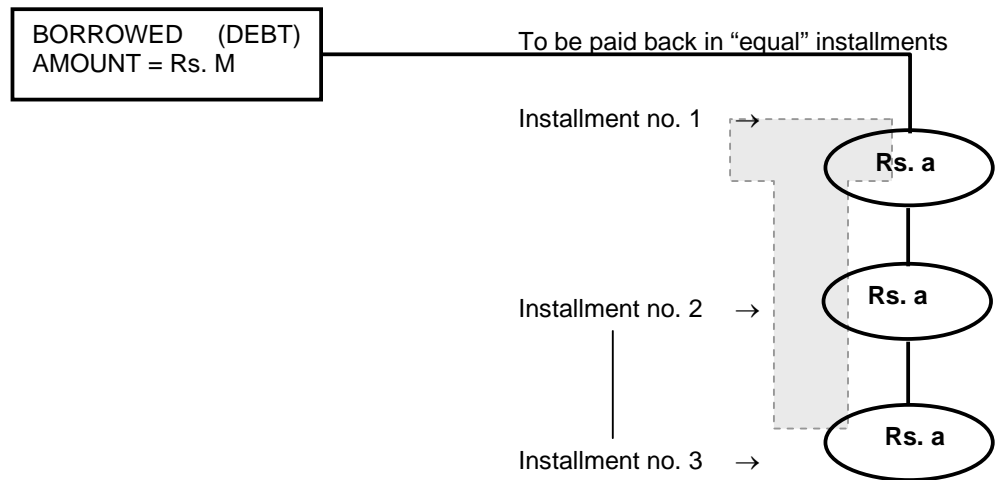 BORROWED (DEBT)
AMOUNT = Rs. M
To be paid back in “equal” installments
Installment no. 1 →
Rs. a
Installment no. 2 →
Rs. a
Installment no. 3 →
Rs. a